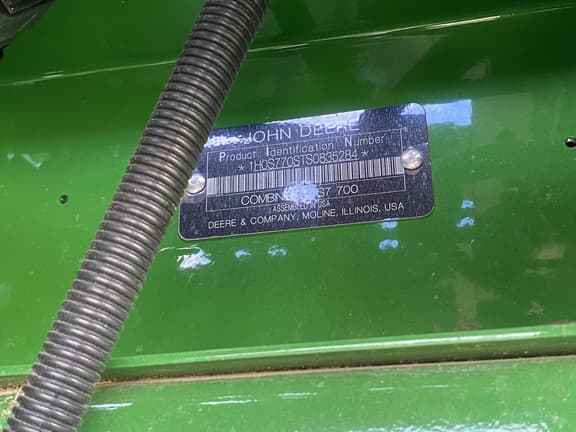 JOHN DEERE
Product Identification Number
*1H0S770STS0835284*
COMBINE S7 700
ASSEMBLED IN USA
DEERE & COMPANY, MOLINE, ILLINOIS, USA